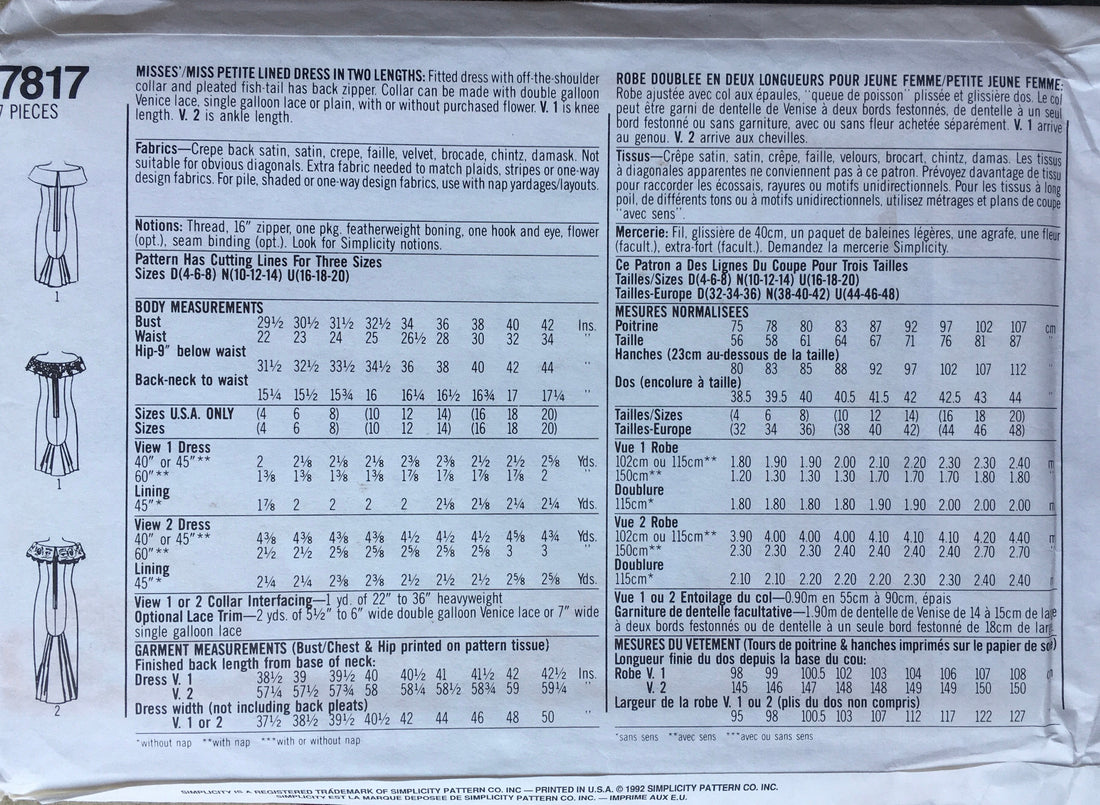 7817
7 PIECES
1
1
2
MISSES'/MISS PETITE LINED DRESS IN TWO LENGTHS: Fitted dress with off-the-shoulder
collar and pleated fish-tail has back zipper. Collar can be made with double galloon
Venice lace, single galloon lace or plain, with or without purchased flower. V. 1 is knee
length. V. 2 is ankle length.
Fabrics—Crepe back satin, satin, crepe, faille, velvet, brocade, chintz, damask. Not
suitable for obvious diagonals. Extra fabric needed to match plaids, stripes or one-way
design fabrics. For pile, shaded or one-way design fabrics, use with nap yardages/layouts.
Notions: Thread, 16" zipper, one pkg. featherweight boning, one hook and eye, flower
(opt.), seam binding (opt.). Look for Simplicity notions.
Pattern Has Cutting Lines For Three Sizes
Sizes D(4-6-8) N(10-12-14) U(16-18-20)
BODY MEASUREMENTS
Bust 29½ 30½ 31½ 32½ 34 36 38 40 42 Ins.
Waist 22 23 24 25 26½ 28 30 32 34 "
Hip-9" below waist
31½ 32½ 33½ 34½ 36 38 40 42 44 "
Back-neck to waist
15¼ 15½ 15¾ 16 16¼ 16½ 16¾ 17 17¼ "
Sizes U.S.A. ONLY (4 6 8) (10 12 14) (16 18 20)
Sizes (4 6 8) (10 12 14) (16 18 20)
View 1 Dress
40" or 45"** 2 2⅛ 2⅛ 2⅛ 2⅜ 2⅜ 2½ 2½ 2⅝ Yds.
60"** 1⅜ 1⅜ 1⅜ 1⅜ 1⅞ 1⅞ 1⅞ 1⅞ 2 "
Lining
45"* 1⅞ 2 2 2 2 2⅛ 2⅛ 2¼ 2¼ Yds.
View 2 Dress
40" or 45"** 4⅜ 4⅜ 4⅜ 4⅜ 4½ 4½ 4½ 4⅝ 4¾ Yds.
60"** 2½ 2½ 2⅝ 2⅝ 2⅝ 2⅝ 2⅝ 3 3 "
Lining
45"* 2¼ 2¼ 2⅜ 2⅜ 2½ 2½ 2½ 2⅝ 2⅝ Yds.
View 1 or 2 Collar Interfacing—1 yd. of 22" to 36" heavyweight
Optional Lace Trim—2 yds. of 5½" to 6" wide double galloon Venice lace or 7" wide
single galloon lace
GARMENT MEASUREMENTS (Bust/Chest & Hip printed on pattern tissue)
Finished back length from base of neck:
Dress V. 1 38½ 39 39½ 40 40½ 41 41½ 42 42½ Ins.
V. 2 57¼ 57½ 57¾ 58 58¼ 58½ 58¾ 59 59¼ "
Dress width (not including back pleats)
V. 1 or 2 37½ 38½ 39½ 40½ 42 44 46 48 50 "
*without nap **with nap ***with or without nap
ROBE DOUBLEE EN DEUX LONGUEURS POUR JEUNE FEMME/PETITE JEUNE FEMME:
Robe ajustée avec col aux épaules, "queue de poisson" plissée et glissière dos. Le col
peut être garni de dentelle de Venise à deux bords festonnés, de dentelle à un seul
bord festonné ou sans garniture, avec ou sans fleur achetée séparément. V. 1 arrive
au genou. V. 2 arrive aux chevilles.
Tissus—Crêpe satin, satin, crêpe, faille, velours, brocart, chintz, damas. Les tissus
à diagonales apparentes ne conviennent pas à ce patron. Prévoyez davantage de tissu
pour raccorder les écossais, rayures ou motifs unidirectionnels. Pour les tissus à long
poil, de différents tons ou à motifs unidirectionnels, utilisez métrages et plans de coupe
"avec sens".
Mercerie: Fil, glissière de 40cm, un paquet de baleines légères, une agrafe, une fleur
(facult.), extra-fort (facult.). Demandez la mercerie Simplicity.
Ce Patron a Des Lignes Du Coupe Pour Trois Tailles
Tailles/Sizes D(4-6-8) N(10-12-14) U(16-18-20)
Tailles-Europe D(32-34-36) N(38-40-42) U(44-46-48)
MESURES NORMALISEES
Poitrine 75 78 80 83 87 92 97 102 107 cm
Taille 56 58 61 64 67 71 76 81 87 "
Hanches (23cm au-dessous de la taille)
80 83 85 88 92 97 102 107 112 "
Dos (encolure à taille)
38.5 39.5 40 40.5 41.5 42 42.5 43 44 "
Tailles/Sizes (4 6 8) (10 12 14) (16 18 20)
Tailles-Europe (32 34 36) (38 40 42) (44 46 48)
Vue 1 Robe
102cm ou 115cm** 1.80 1.90 1.90 2.00 2.10 2.20 2.30 2.30 2.40 m
150cm** 1.20 1.30 1.30 1.30 1.70 1.70 1.70 1.80 1.80 "
Doublure
115cm* 1.80 1.80 1.80 1.80 1.90 1.90 2.00 2.00 2.00
Vue 2 Robe
102cm ou 115cm** 3.90 4.00 4.00 4.00 4.10 4.10 4.10 4.20 4.40 m
150cm** 2.30 2.30 2.30 2.40 2.40 2.40 2.40 2.70 2.70 "
Doublure
115cm* 2.10 2.10 2.20 2.20 2.20 2.30 2.30 2.40 2.40
Vue 1 ou 2 Entoilage du col—0.90m en 55cm à 90cm, épais
Garniture de dentelle facultative—1.90m de dentelle de Venise de 14 à 15cm de large
à deux bords festonnés ou de dentelle à un seule bord festonné de 18cm de lar
MESURES DU VETEMENT (Tours de poitrine & hanches imprimés sur le papier de soi)
Longueur finie du dos depuis la base du cou:
Robe V. 1 98 99 100.5 102 103 104 106 107 108
V. 2 145 146 147 148 148 149 149 150 150 "
Largeur de la robe V. 1 ou 2 (plis du dos non compris)
95 98 100.5 103 107 112 117 122 127 "
*sans sens **avec sens ***avec ou sans sens
SIMPLICITY IS A REGISTERED TRADEMARK OF SIMPLICITY PATTERN CO. INC — PRINTED IN U.S.A. © 1992 SIMPLICITY PATTERN CO. INC.
SIMPLICITY EST LA MARQUE DEPOSEE DE SIMPLICITY PATTERN CO. INC. — IMPRIME AUX E.U.